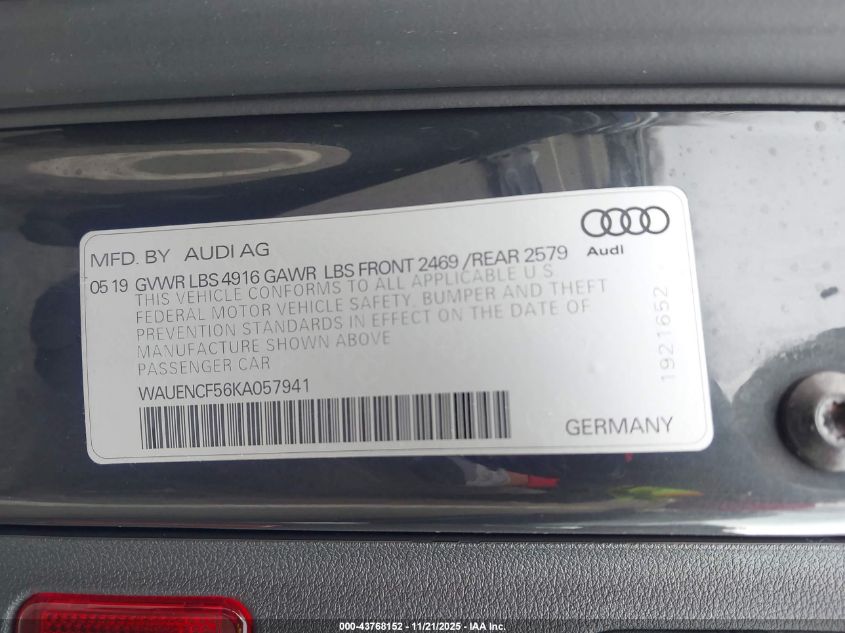 MFD. BY AUDI AG
Audi
05 19 GVWR LBS 4916 GAWR LBS FRONT 2469 /REAR 2579
THIS VEHICLE CONFORMS TO ALL APPLICABLE U S
FEDERAL MOTOR VEHICLE SAFETY, BUMPER AND THEFT
PREVENTION STANDARDS IN EFFECT ON THE DATE OF
MANUFACTURE SHOWN ABOVE
PASSENGER CAR
1921652
WAUENCF56KA057941
GERMANY
000-43768152 - 11/21/2025 - IAA Inc.